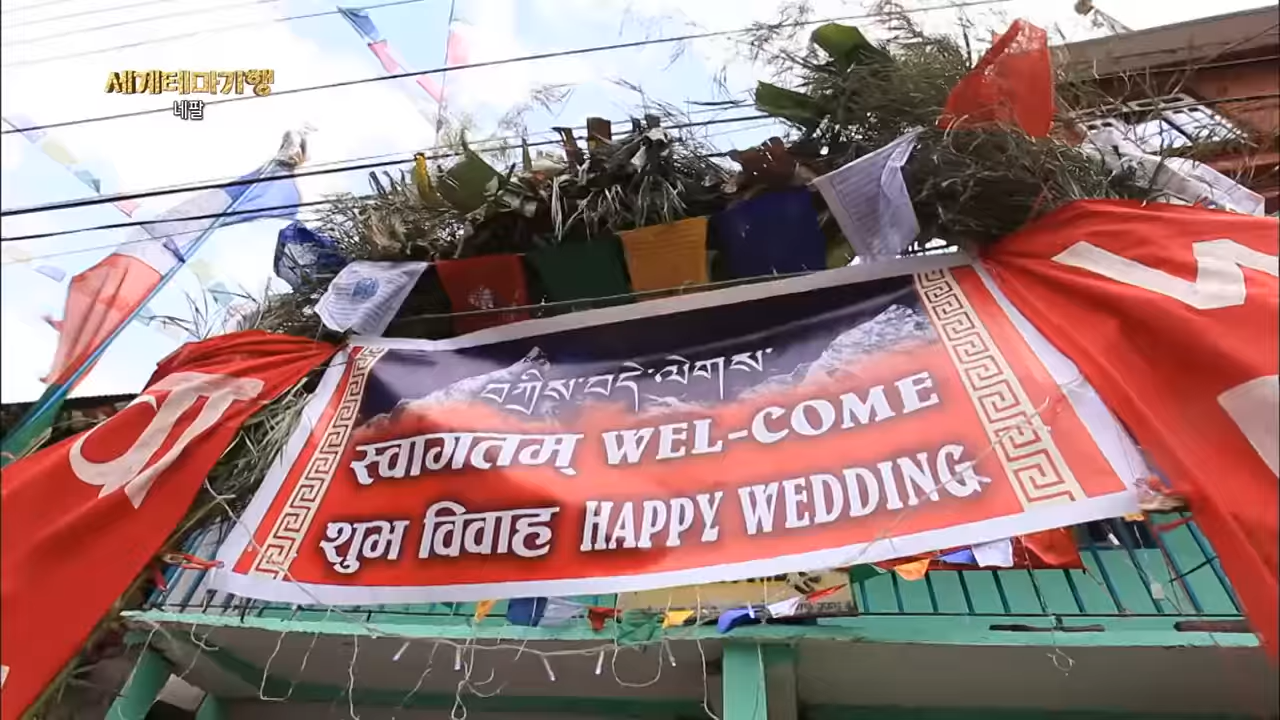 세계테마기행
네팔
བཀྲིས་བདེ་ལེགས་
स्वागतम् WEL-COME
शुभ विवाह HAPPY WEDDING